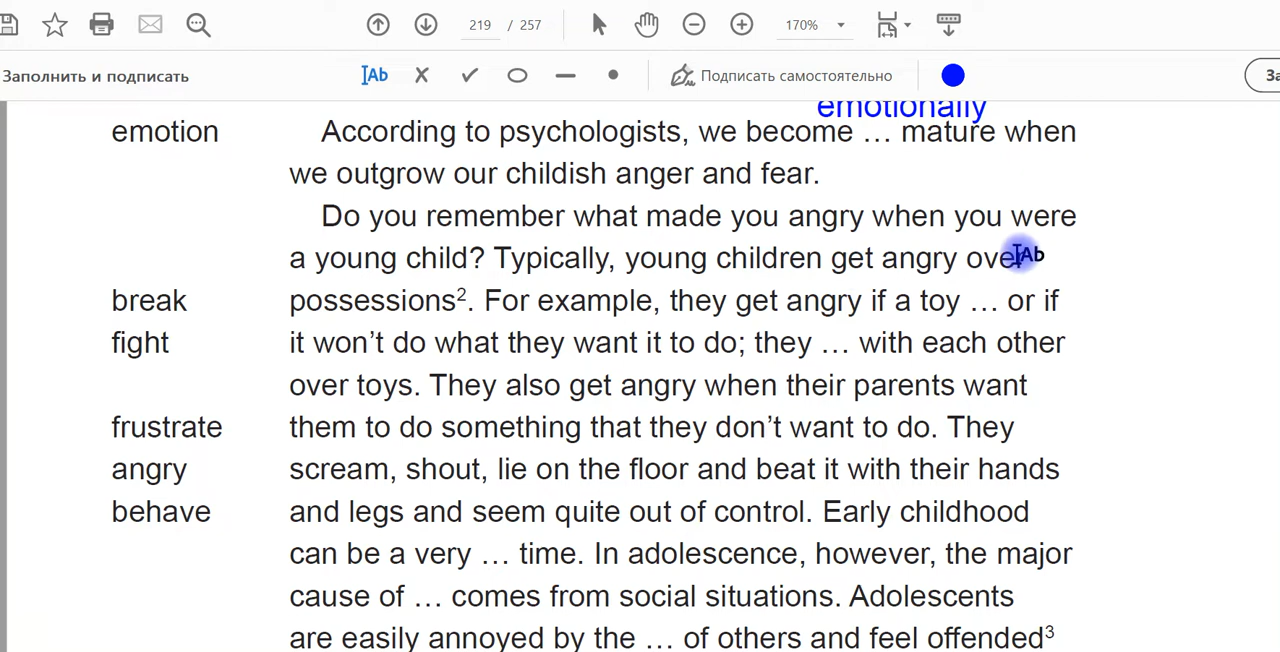 219 / 257
170%
Заполнить и подписать
Ab
Подписать самостоятельно
За
emotionally
emotion According to psychologists, we become … mature when
we outgrow our childish anger and fear.
Do you remember what made you angry when you were
a young child? Typically, young children get angry over
Ab
break possessions². For example, they get angry if a toy … or if
fight it won’t do what they want it to do; they … with each other
over toys. They also get angry when their parents want
frustrate them to do something that they don’t want to do. They
angry scream, shout, lie on the floor and beat it with their hands
behave and legs and seem quite out of control. Early childhood
can be a very … time. In adolescence, however, the major
cause of … comes from social situations. Adolescents
are easily annoyed by the … of others and feel offended³